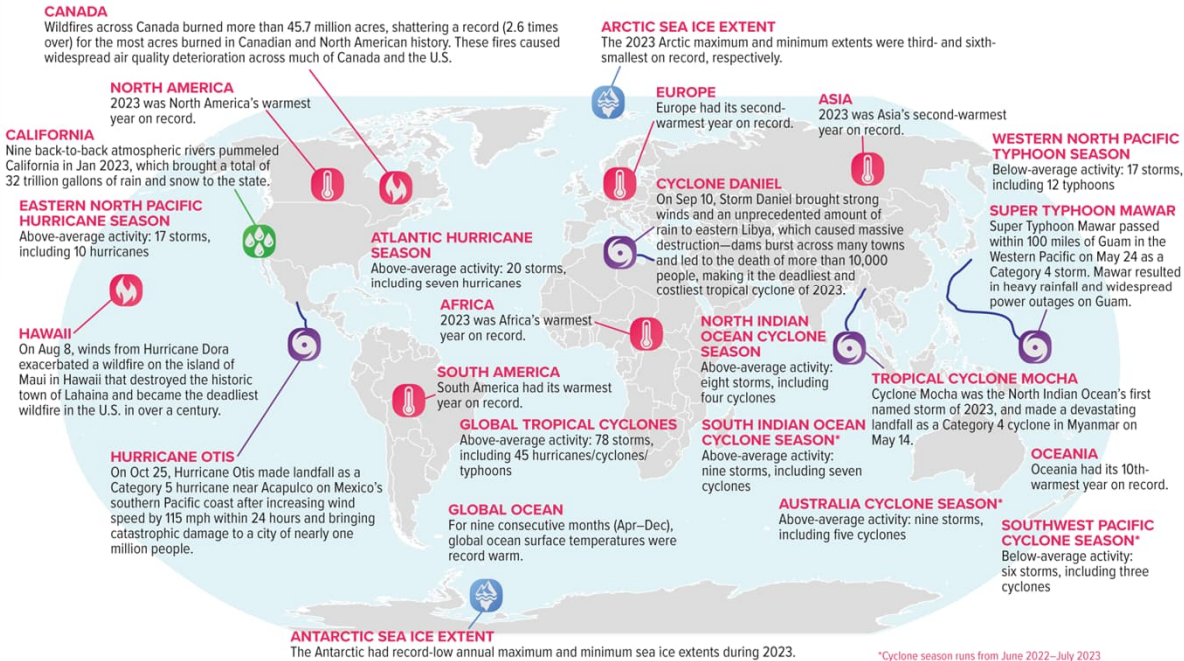 CANADA
Wildfires across Canada burned more than 45.7 million acres, shattering a record (2.6 times
over) for the most acres burned in Canadian and North American history. These fires caused
widespread air quality deterioration across much of Canada and the U.S.
ARCTIC SEA ICE EXTENT
The 2023 Arctic maximum and minimum extents were third- and sixth-
smallest on record, respectively.
NORTH AMERICA
2023 was North America's warmest
year on record.
EUROPE
Europe had its second-
warmest year on record.
ASIA
2023 was Asia's second-warmest
year on record.
CALIFORNIA
Nine back-to-back atmospheric rivers pummeled
California in Jan 2023, which brought a total of
32 trillion gallons of rain and snow to the state.
WESTERN NORTH PACIFIC
TYPHOON SEASON
Below-average activity: 17 storms,
including 12 typhoons
EASTERN NORTH PACIFIC
HURRICANE SEASON
Above-average activity: 17 storms,
including 10 hurricanes
CYCLONE DANIEL
On Sep 10, Storm Daniel brought strong
winds and an unprecedented amount of
rain to eastern Libya, which caused massive
destruction—dams burst across many towns
and led to the death of more than 10,000
people, making it the deadliest and
costliest tropical cyclone of 2023.
SUPER TYPHOON MAWAR
Super Typhoon Mawar passed
within 100 miles of Guam in the
Western Pacific on May 24 as a
Category 4 storm. Mawar resulted
in heavy rainfall and widespread
power outages on Guam.
ATLANTIC HURRICANE
SEASON
Above-average activity: 20 storms,
including seven hurricanes
AFRICA
2023 was Africa's warmest
year on record.
NORTH INDIAN
OCEAN CYCLONE
SEASON
Above-average activity:
eight storms, including
four cyclones
HAWAII
On Aug 8, winds from Hurricane Dora
exacerbated a wildfire on the island of
Maui in Hawaii that destroyed the historic
town of Lahaina and became the deadliest
wildfire in the U.S. in over a century.
SOUTH AMERICA
South America had its warmest
year on record.
TROPICAL CYCLONE MOCHA
Cyclone Mocha was the North Indian Ocean's first
named storm of 2023, and made a devastating
landfall as a Category 4 cyclone in Myanmar on
May 14.
GLOBAL TROPICAL CYCLONES
Above-average activity: 78 storms,
including 45 hurricanes/cyclones/
typhoons
SOUTH INDIAN OCEAN
CYCLONE SEASON*
Above-average activity:
nine storms, including seven
cyclones
HURRICANE OTIS
On Oct 25, Hurricane Otis made landfall as a
Category 5 hurricane near Acapulco on Mexico's
southern Pacific coast after increasing wind
speed by 115 mph within 24 hours and bringing
catastrophic damage to a city of nearly one
million people.
OCEANIA
Oceania had its 10th-
warmest year on record.
GLOBAL OCEAN
For nine consecutive months (Apr–Dec),
global ocean surface temperatures were
record warm.
AUSTRALIA CYCLONE SEASON*
Above-average activity: nine storms,
including five cyclones
SOUTHWEST PACIFIC
CYCLONE SEASON*
Below-average activity:
six storms, including three
cyclones
ANTARCTIC SEA ICE EXTENT
The Antarctic had record-low annual maximum and minimum sea ice extents during 2023.
*Cyclone season runs from June 2022–July 2023